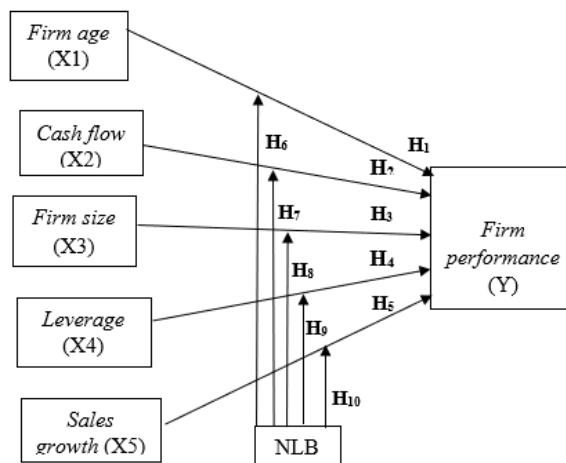 Firm age
(X1)
H1
H6
Cash flow
(X2)
H2
Firm size
(X3)
H7
H3
Firm
performance
(Y)
H8
H4
Leverage
(X4)
H9
H5
Sales
growth (X5)
H10
NLB